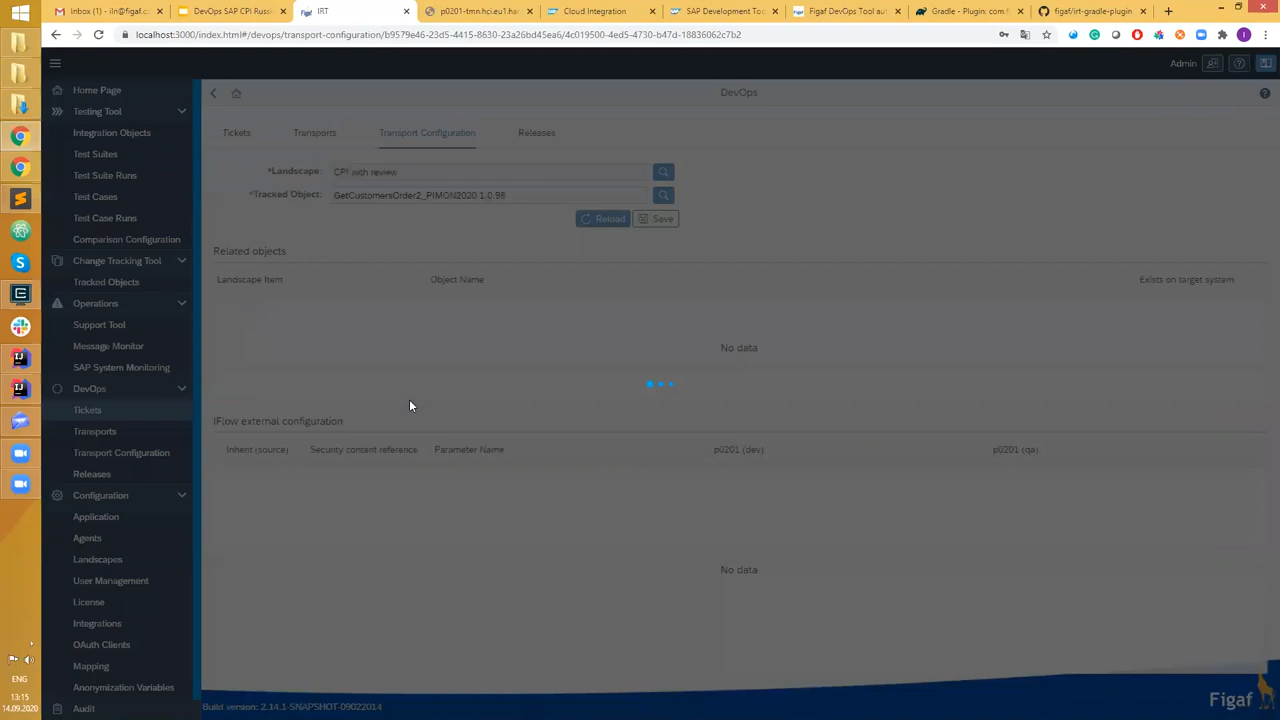 Inbox (1) - iln@figaf.c
DevOps SAP CPI Russi
Figaf IRT
p0201-tmn.hci.eu1.ha
Cloud Integration
SAP Development To
Figaf DevOps Tool aut
Gradle - Plugin: com.f
figaf/irt-gradle-plugin
localhost:3000/index.html#/devops/transport-configuration/b9579e46-23d5-4415-8630-23a26bd45ea6/4c019500-4ed5-4730-b47d-18836062c7b2
Admin
Home Page
DevOps
Testing Tool
Integration Objects
Tickets
Transports
Transport Configuration
Releases
Test Suites
Test Suite Runs
*Landscape:
CPI with review
Test Cases
*Tracked Object:
GetCustomersOrder2_PIMON2020 1.0.98
Test Case Runs
Reload
Save
Comparison Configuration
Related objects
Change Tracking Tool
Tracked Objects
Landscape Item
Object Name
Exists on target system
Operations
Support Tool
Message Monitor
No data
SAP System Monitoring
DevOps
Tickets
IFlow external configuration
Transports
Transport Configuration
Inherit (source)
Security content reference
Parameter Name
p0201 (dev)
p0201 (qa)
Releases
Configuration
Application
Agents
Landscapes
No data
User Management
License
Integrations
OAuth Clients
Mapping
Anonymization Variables
Audit
Build version: 2.14.1-SNAPSHOT-09022014
Figaf
ENG
13:15
14.09.2020